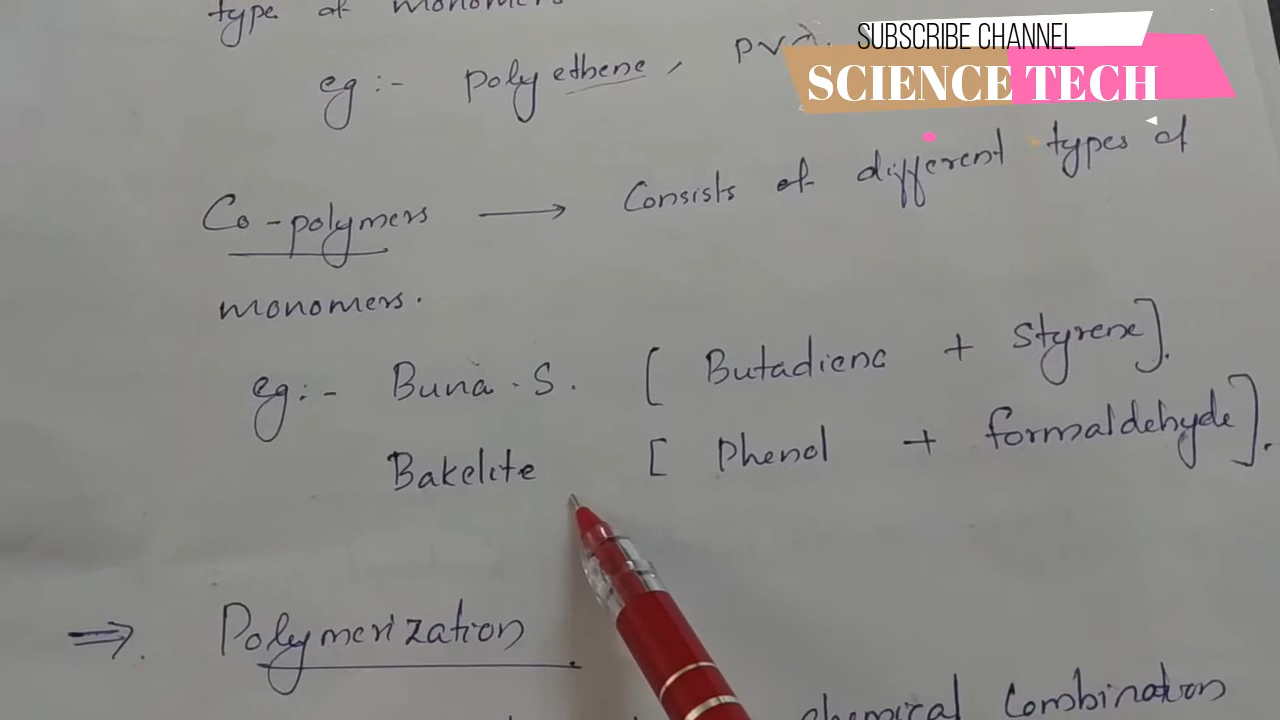 type of monomers
SUBSCRIBE CHANNEL
SCIENCE TECH
eg :- polyethene,
Co-polymers → Consists of different types of
monomers.
eg :- Buna-S. [Butadiene + Styrene].
Bakelite [Phenol + formaldehyde].
⇒ Polymerization
chemical Combination